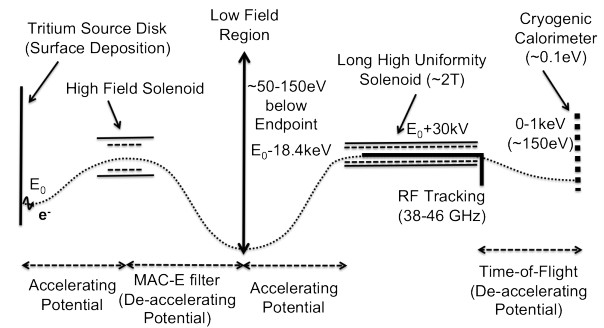 Tritium Source Disk
(Surface Deposition)
High Field Solenoid
Low Field
Region
~50-150eV
below
Endpoint
E₀-18.4keV
Long High Uniformity
Solenoid (~2T)
E₀+30kV
RF Tracking
(38-46 GHz)
Cryogenic
Calorimeter
(~0.1eV)
0-1keV
(~150eV)
E₀
e⁻
Accelerating
Potential
MAC-E filter
(De-accelerating
Potential)
Accelerating
Potential
Time-of-Flight
(De-accelerating
Potential)